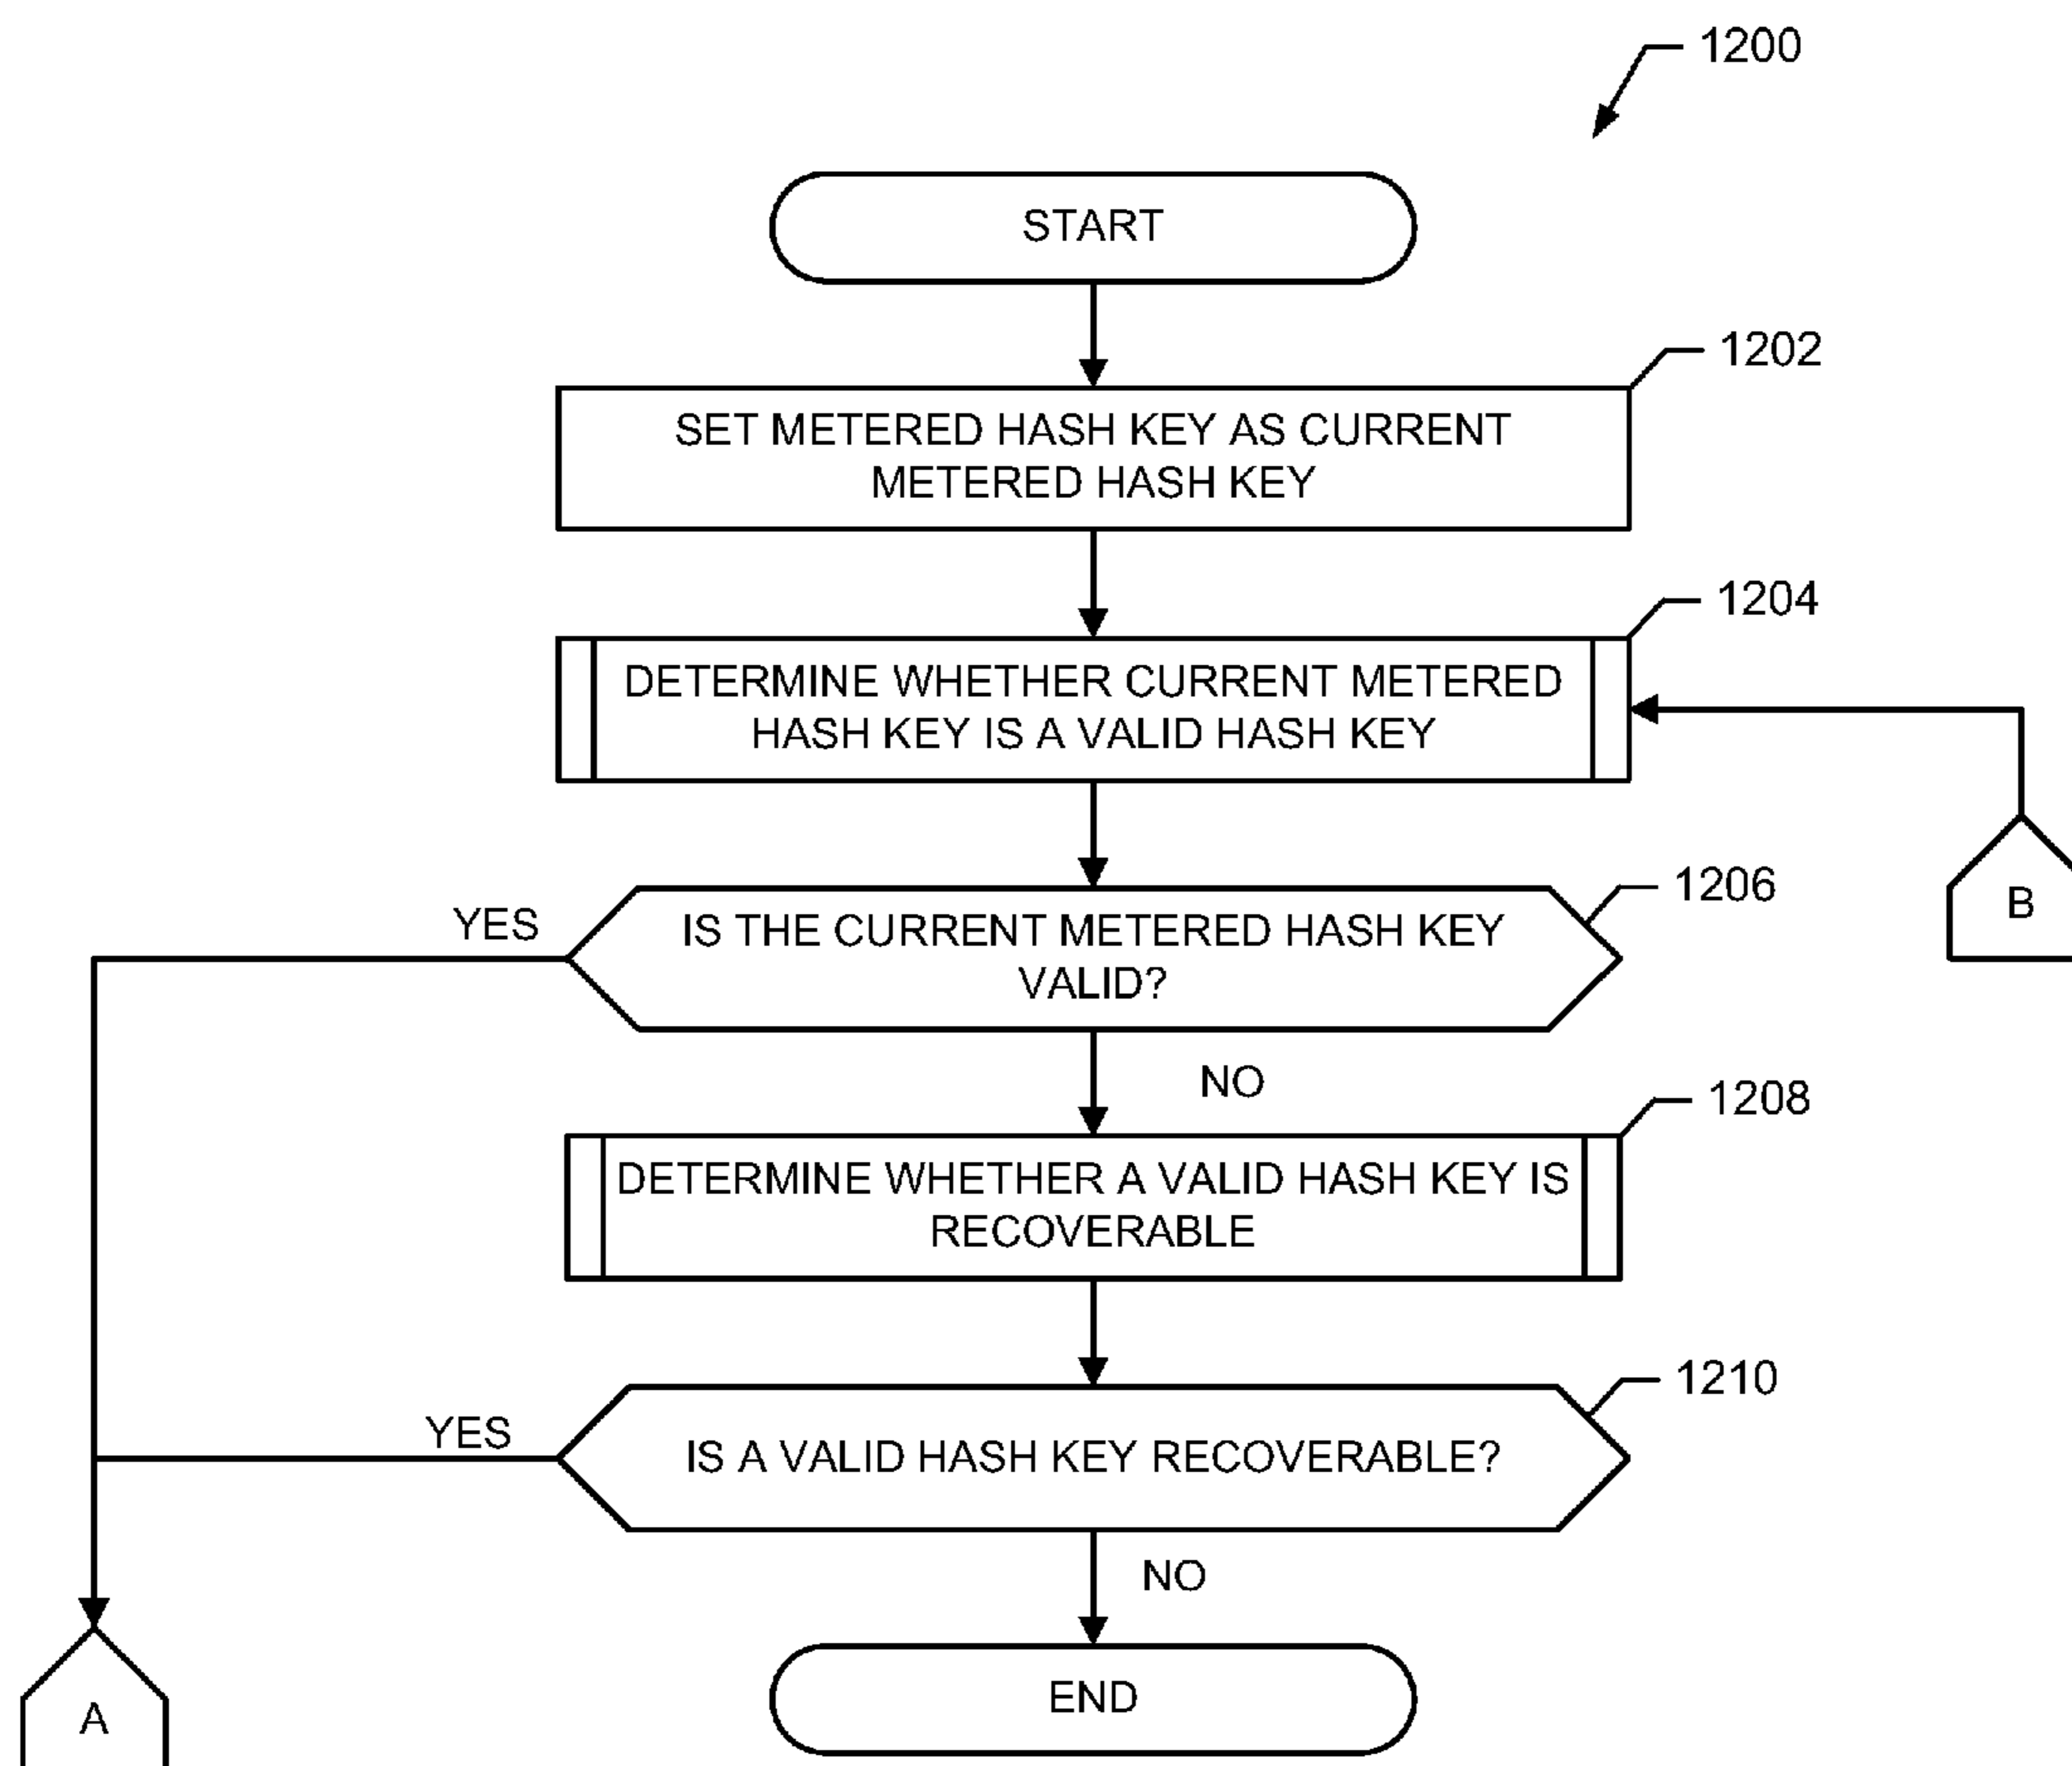 1200
START
1202
SET METERED HASH KEY AS CURRENT
METERED HASH KEY
1204
DETERMINE WHETHER CURRENT METERED
HASH KEY IS A VALID HASH KEY
1206
YES
IS THE CURRENT METERED HASH KEY
VALID?
B
NO
1208
DETERMINE WHETHER A VALID HASH KEY IS
RECOVERABLE
1210
YES
IS A VALID HASH KEY RECOVERABLE?
NO
END
A